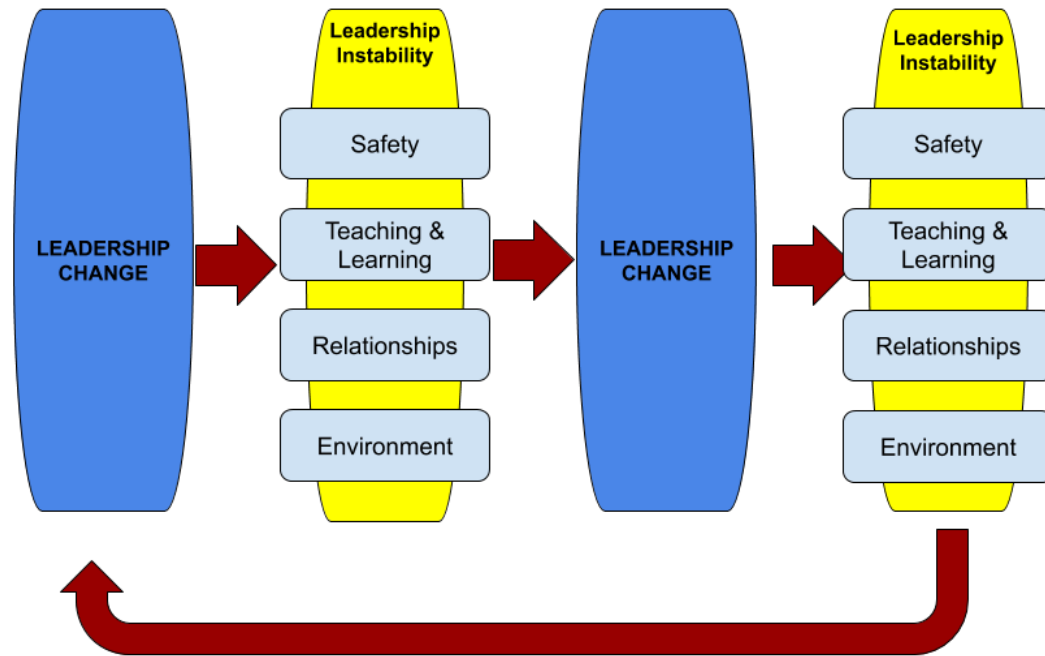 LEADERSHIP
CHANGE
Leadership
Instability
Safety
Teaching &
Learning
Relationships
Environment
LEADERSHIP
CHANGE
Leadership
Instability
Safety
Teaching &
Learning
Relationships
Environment